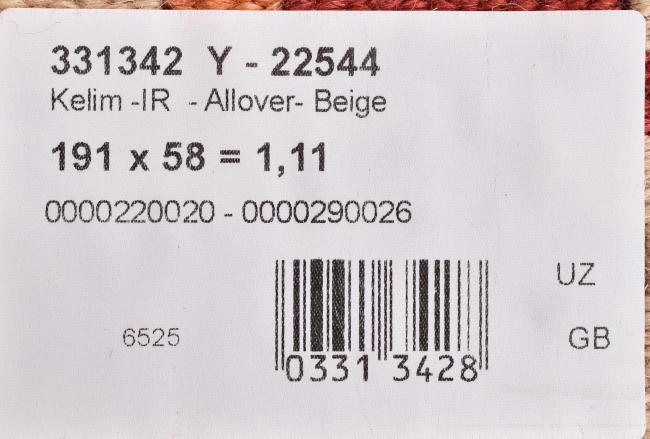 331342 Y - 22544
Kelim -IR - Allover- Beige
191 x 58 = 1,11
0000220020 - 0000290026
UZ
6525
GB
0331 3428